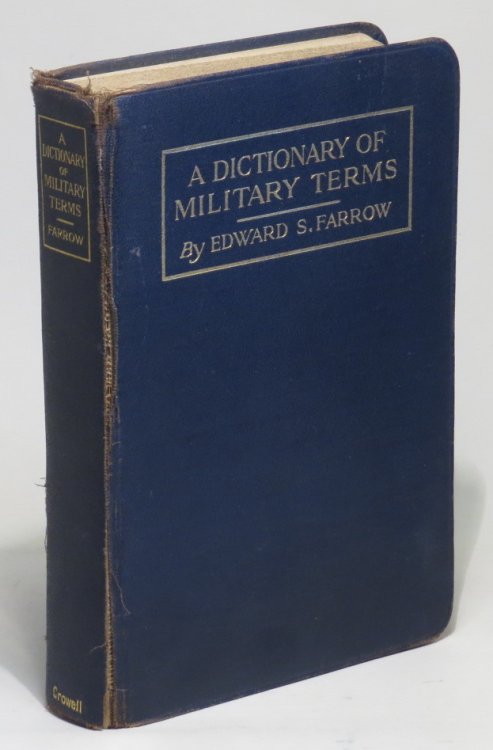 A
DICTIONARY
OF
MILITARY
TERMS
FARROW
Crowell
A DICTIONARY OF
MILITARY TERMS
By EDWARD S. FARROW